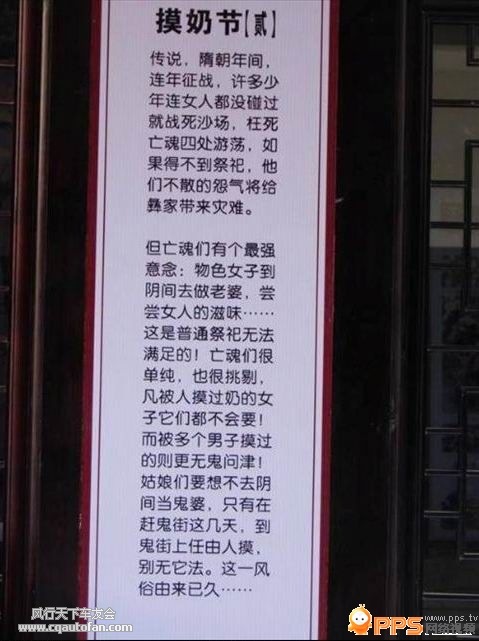 摸奶节【贰】
传说，隋朝年间，
连年征战，许多少
年连女人都没碰过
就战死沙场，枉死
亡魂四处游荡，如
果得不到祭祀，他
们不散的怨气将给
彝家带来灾难。
但亡魂们有个最强
意念：物色女子到
阴间去做老婆，尝
尝女人的滋味……
这是普通祭祀无法
满足的！亡魂们很
单纯，也很挑剔，
凡被人摸过奶的女
子它们都不会要！
而被多个男子摸过
的则更无鬼问津！
姑娘们要想不去阴
间当鬼婆，只有在
赶鬼街这几天，到
鬼街上任由人摸，
别无它法。这一风
俗由来已久……
风行天下车友会
www.cqautofan.com
PPS www.pps.tv
网络视频